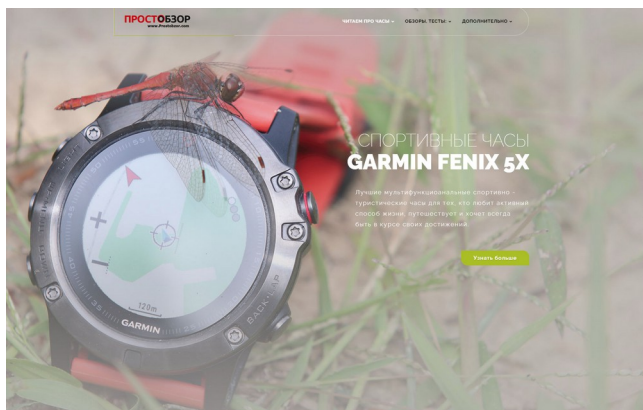 ПРОСТОБЗОР
www.Prostobzor.com
ЧИТАЕМ ПРО ЧАСЫ
ОБЗОРЫ, ТЕСТЫ:
ДОПОЛНИТЕЛЬНО
СПОРТИВНЫЕ ЧАСЫ
GARMIN FENIX 5X
Лучшие мультифункциональные спортивно -
туристические часы для тех, кто любит активный
способ жизни, путешествует и хочет всегда
быть в курсе своих достижений.
Узнать больше
120m
GARMIN
BACK·LAP